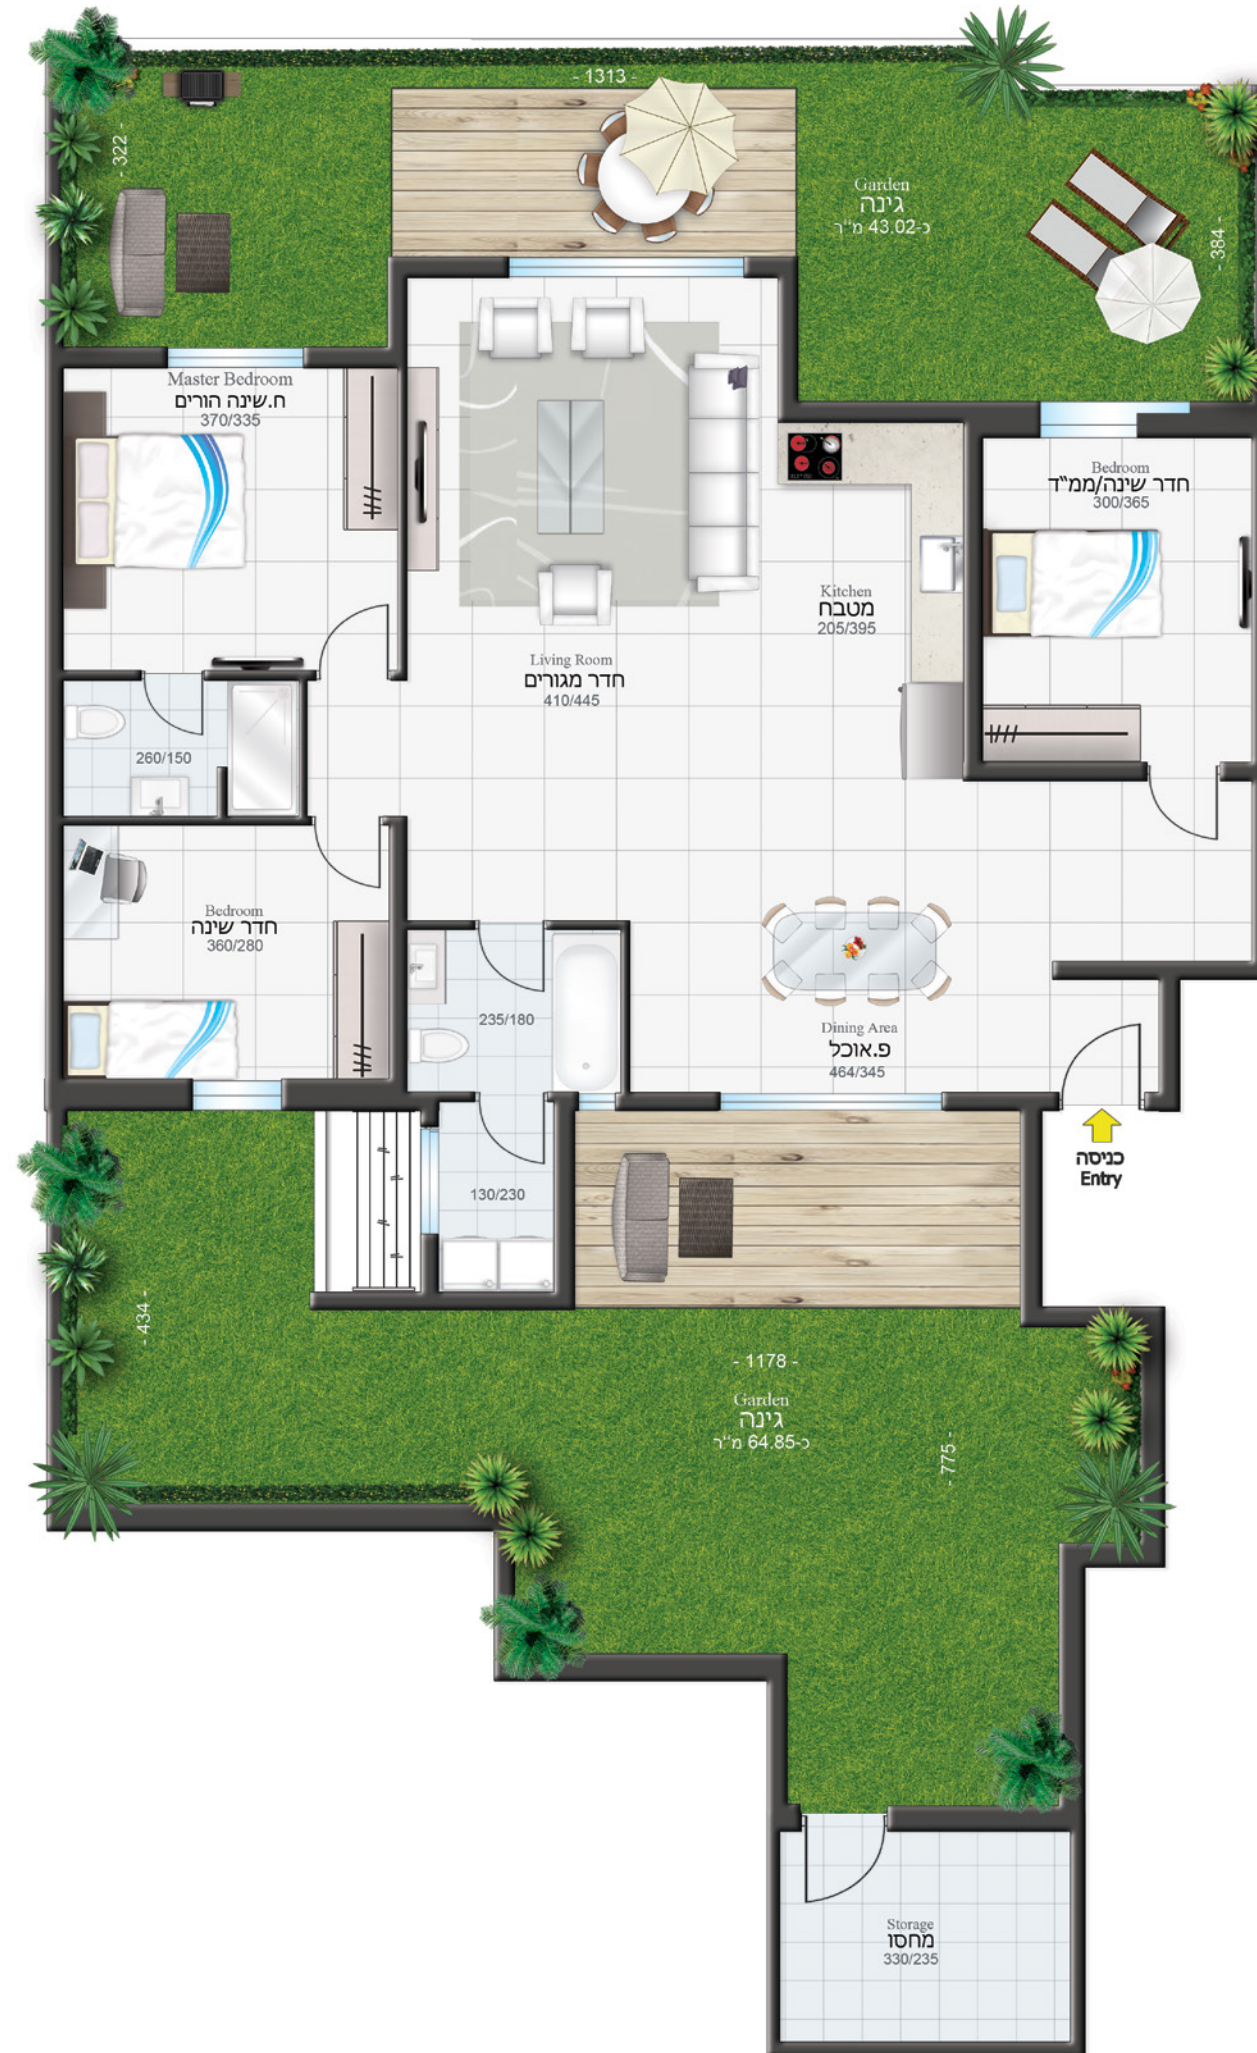 - 1313 -
- 322 -
Garden
גינה
כ-43.02 מ"ר
- 384 -
Master Bedroom
ח.שינה הורים
370/335
Bedroom
חדר שינה/ממ"ד
300/365
Kitchen
מטבח
205/395
Living Room
חדר מגורים
410/445
260/150
Bedroom
חדר שינה
360/280
235/180
Dining Area
פ.אוכל
464/345
כניסה
Entry
130/230
- 434 -
- 1178 -
Garden
גינה
כ-64.85 מ"ר
- 775 -
Storage
מחסן
330/235